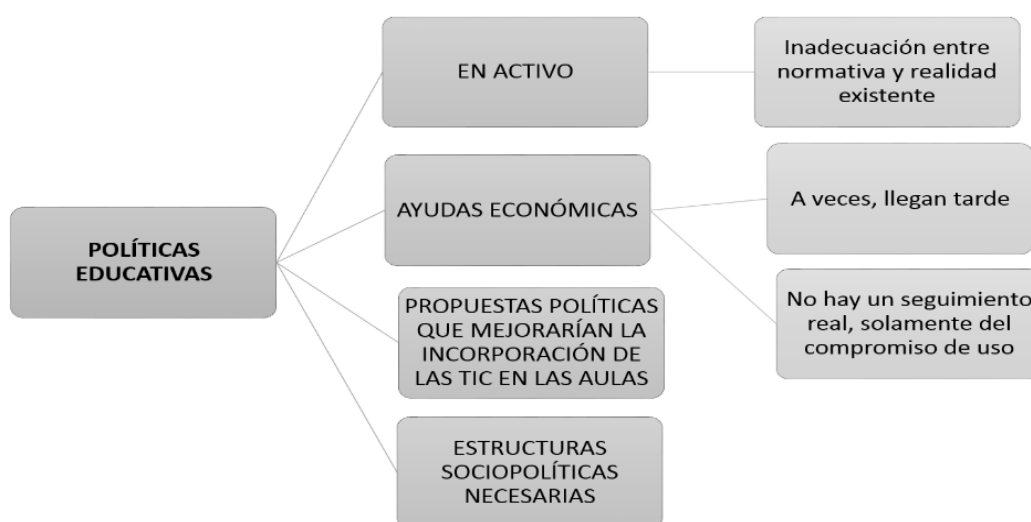 POLÍTICAS
EDUCATIVAS
EN ACTIVO
Inadecuación entre
normativa y realidad
existente
AYUDAS ECONÓMICAS
A veces, llegan tarde
No hay un seguimiento
real, solamente del
compromiso de uso
PROPUESTAS POLÍTICAS
QUE MEJORARÍAN LA
INCORPORACIÓN DE
LAS TIC EN LAS AULAS
ESTRUCTURAS
SOCIOPOLÍTICAS
NECESARIAS